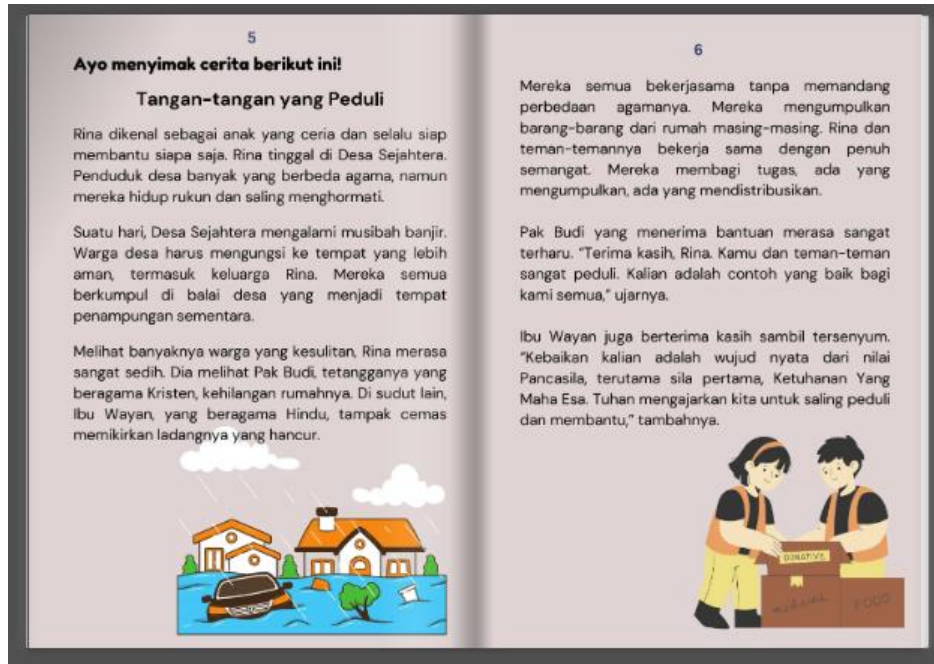 5
Ayo menyimak cerita berikut ini!
Tangan-tangan yang Peduli
Rina dikenal sebagai anak yang ceria dan selalu siap
membantu siapa saja. Rina tinggal di Desa Sejahtera.
Penduduk desa banyak yang berbeda agama, namun
mereka hidup rukun dan saling menghormati.
Suatu hari, Desa Sejahtera mengalami musibah banjir.
Warga desa harus mengungsi ke tempat yang lebih
aman, termasuk keluarga Rina. Mereka semua
berkumpul di balai desa yang menjadi tempat
penampungan sementara.
Melihat banyaknya warga yang kesulitan, Rina merasa
sangat sedih. Dia melihat Pak Budi, tetangganya yang
beragama Kristen, kehilangan rumahnya. Di sudut lain,
Ibu Wayan, yang beragama Hindu, tampak cemas
memikirkan ladangnya yang hancur.
6
Mereka semua bekerjasama tanpa memandang
perbedaan agamanya. Mereka mengumpulkan
barang-barang dari rumah masing-masing. Rina dan
teman-temannya bekerja sama dengan penuh
semangat. Mereka membagi tugas, ada yang
mengumpulkan, ada yang mendistribusikan.
Pak Budi yang menerima bantuan merasa sangat
terharu. "Terima kasih, Rina. Kamu dan teman-teman
sangat peduli. Kalian adalah contoh yang baik bagi
kami semua," ujarnya.
Ibu Wayan juga berterima kasih sambil tersenyum.
"Kebaikan kalian adalah wujud nyata dari nilai
Pancasila, terutama sila pertama, Ketuhanan Yang
Maha Esa. Tuhan mengajarkan kita untuk saling peduli
dan membantu," tambahnya.
FOOD